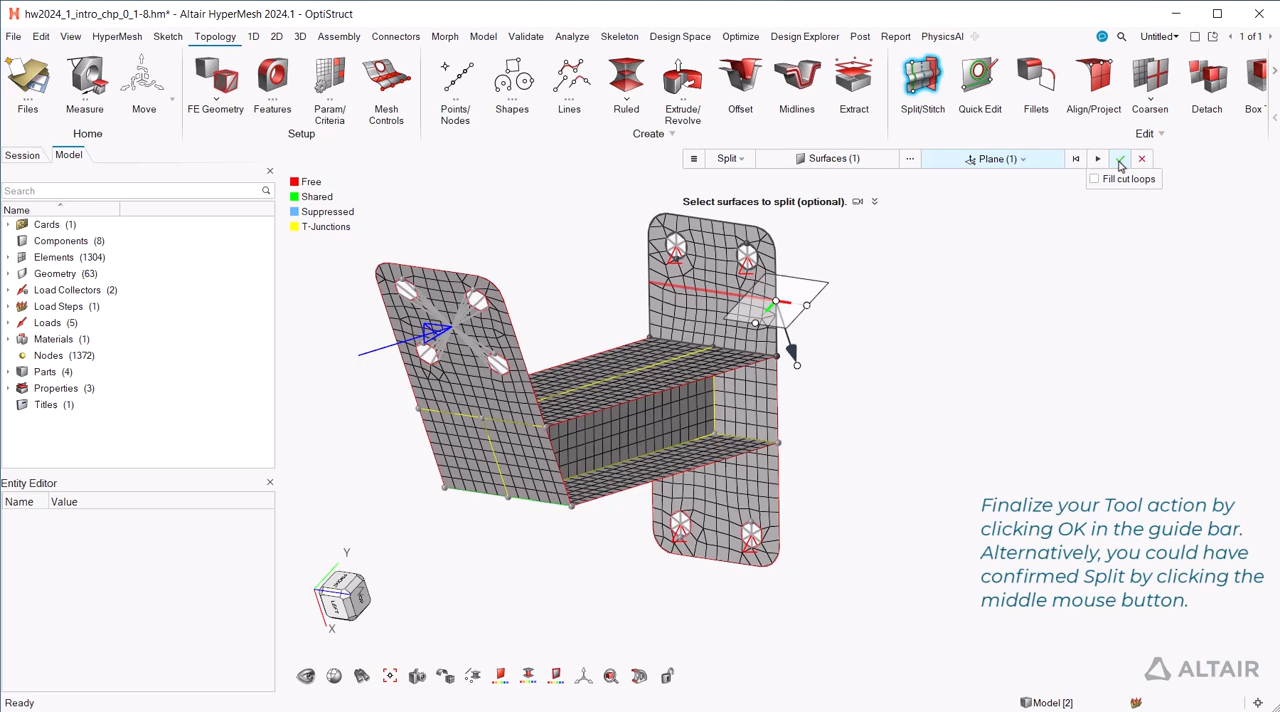 hw2024_1_intro_chp_0_1-8.hm* - Altair HyperMesh 2024.1 - OptiStruct
File Edit View HyperMesh Sketch Topology 1D 2D 3D Assembly Connectors Morph Model Validate Analyze Skeleton Design Space Optimize Design Explorer Post Report PhysicsAI Untitled 1 of 1
Files Measure Move FE Geometry Features Param/ Criteria Mesh Controls Points/ Nodes Shapes Lines Ruled Extrude/ Revolve Offset Midlines Extract Split/Stitch Quick Edit Fillets Align/Project Coarsen Detach Box T
Home Setup Create Edit
Session Model
Split Surfaces (1) Plane (1)
Fill cut loops
Search
Name
Cards (1)
Components (8)
Elements (1304)
Geometry (63)
Load Collectors (2)
Load Steps (1)
Loads (5)
Materials (1)
Nodes (1372)
Parts (4)
Properties (3)
Titles (1)
Entity Editor
Name Value
Free
Shared
Suppressed
T-Junctions
Select surfaces to split (optional).
Finalize your Tool action by
clicking OK in the guide bar.
Alternatively, you could have
confirmed Split by clicking the
middle mouse button.
Y
X
LEFT
ALTAIR
Ready
Model [2]